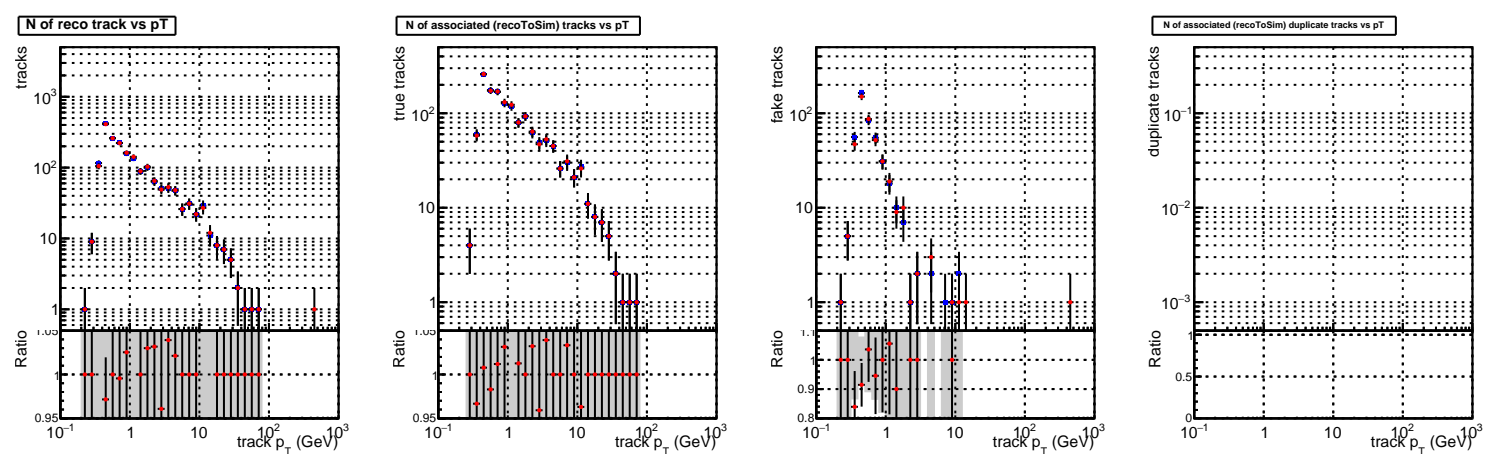 N of reco track vs pT
tracks
10³
10²
10
1
Ratio
1.05
1
0.95
10⁻¹ 1 10 10² 10³
track p_T (GeV)
N of associated (recoToSim) tracks vs pT
true tracks
10²
10
1
Ratio
1.05
1
0.95
10⁻¹ 1 10 10² 10³
track p_T (GeV)
fake tracks
10²
10
1
Ratio
1.1
1
0.9
0.8
10⁻¹ 1 10 10² 10³
track p_T (GeV)
N of associated (recoToSim) duplicate tracks vs pT
duplicate tracks
10⁻¹
10⁻²
10⁻³
Ratio
1
0.5
0
10⁻¹ 1 10 10² 10³
track p_T (GeV)